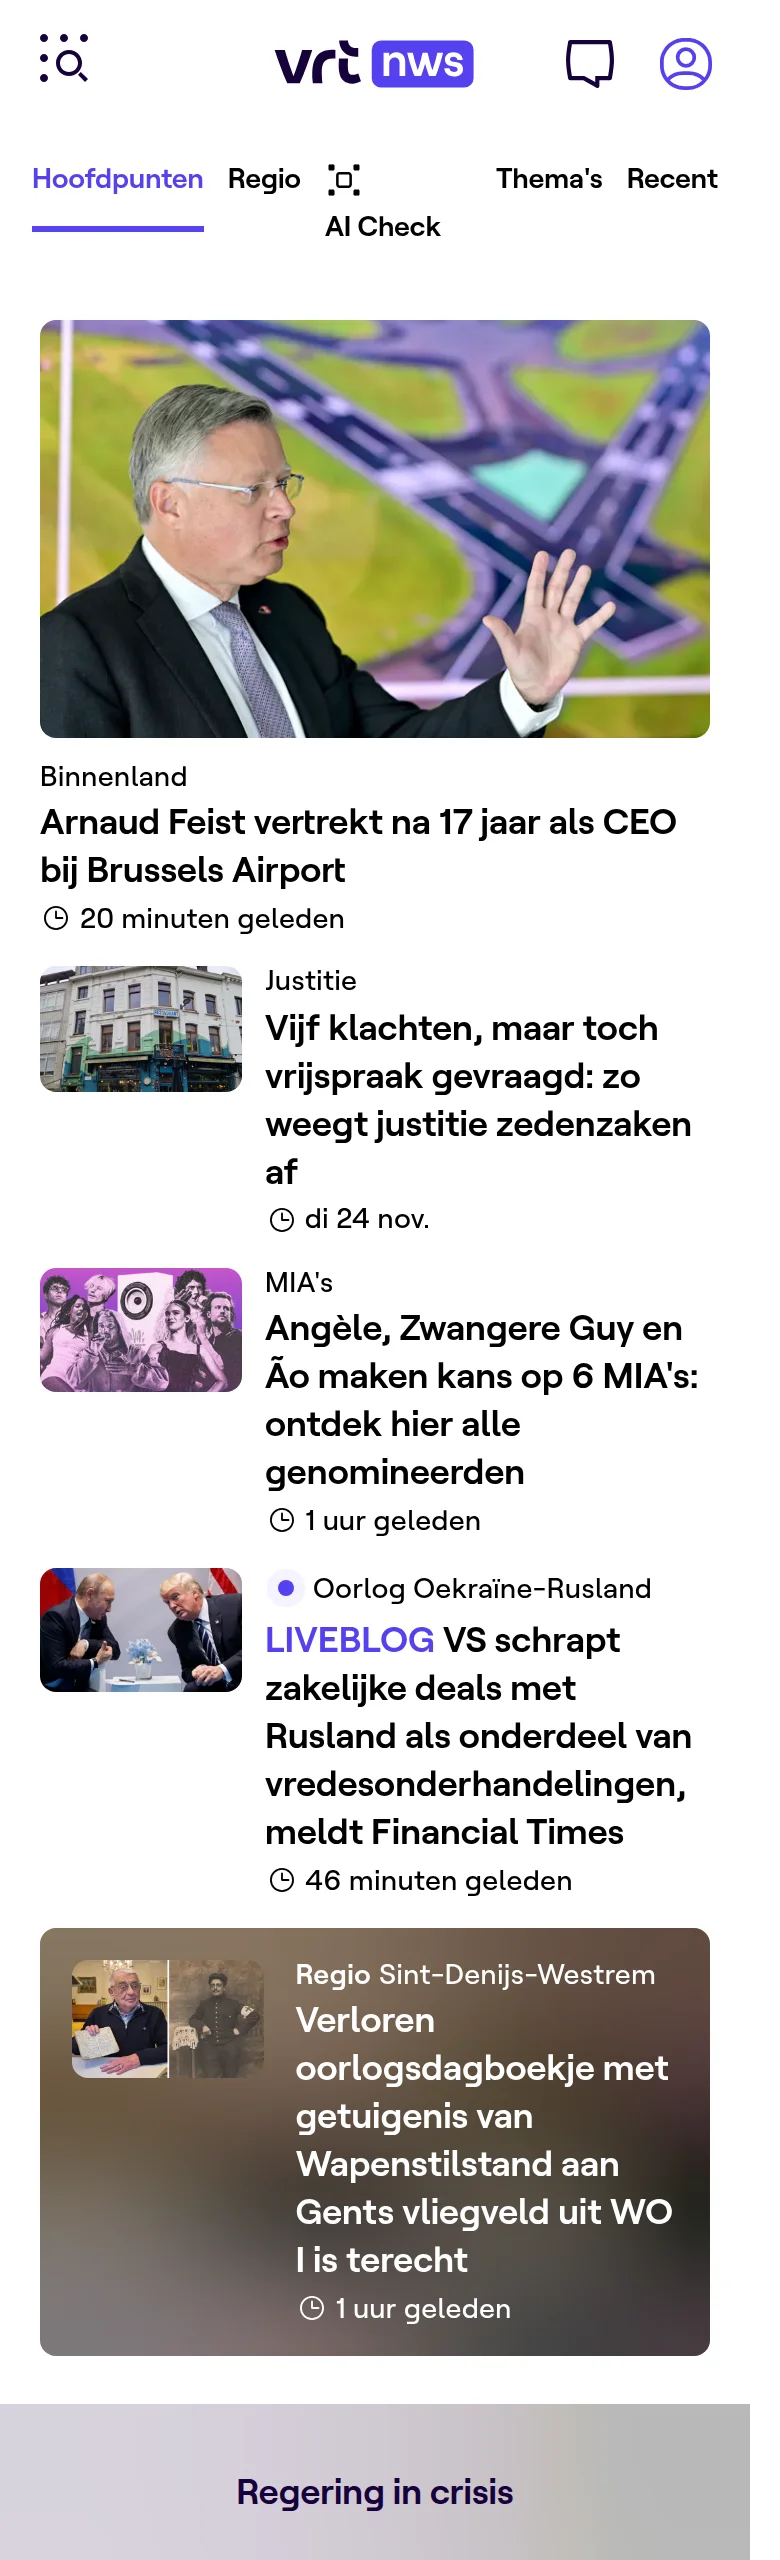 vrt nws
Hoofdpunten
Regio
AI Check
Thema's
Recent
Binnenland
Arnaud Feist vertrekt na 17 jaar als CEO
bij Brussels Airport
20 minuten geleden
Justitie
Vijf klachten, maar toch
vrijspraak gevraagd: zo
weegt justitie zedenzaken
af
di 24 nov.
MIA's
Angèle, Zwangere Guy en
Ão maken kans op 6 MIA's:
ontdek hier alle
genomineerden
1 uur geleden
Oorlog Oekraïne-Rusland
LIVEBLOG VS schrapt
zakelijke deals met
Rusland als onderdeel van
vredesonderhandelingen,
meldt Financial Times
46 minuten geleden
Regio Sint-Denijs-Westrem
Verloren
oorlogsdagboekje met
getuigenis van
Wapenstilstand aan
Gents vliegveld uit WO
I is terecht
1 uur geleden
Regering in crisis